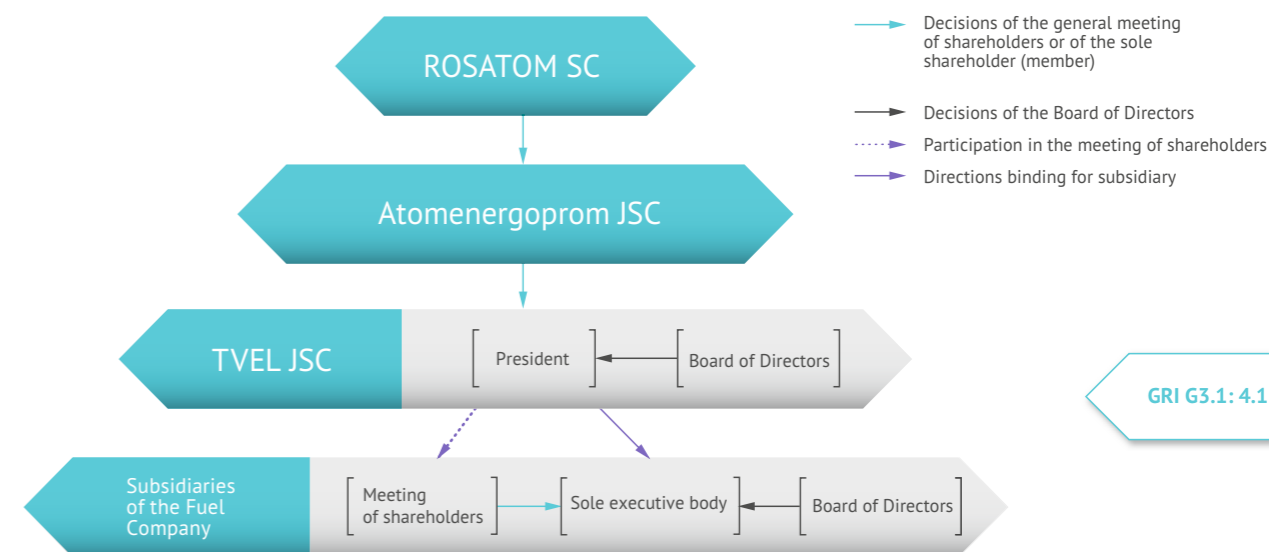 ROSATOM SC
Decisions of the general meeting
of shareholders or of the sole
shareholder (member)
Decisions of the Board of Directors
Participation in the meeting of shareholders
Directions binding for subsidiary
Atomenergoprom JSC
TVEL JSC
President
Board of Directors
GRI G3.1: 4.1
Subsidiaries
of the Fuel
Company
Meeting
of shareholders
Sole executive body
Board of Directors